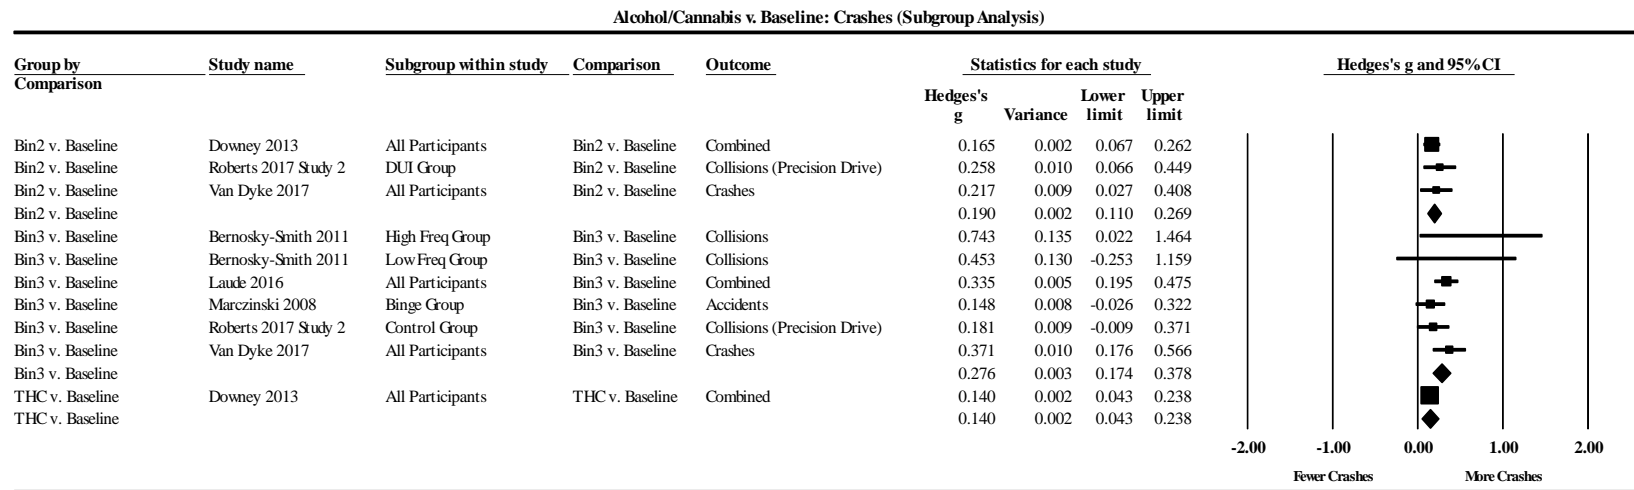 Alcohol/Cannabis v. Baseline: Crashes (Subgroup Analysis)
Group by Study name Subgroup within study Comparison Outcome Statistics for each study Hedges's g and 95% CI
Comparison
Hedges's Lower Upper
g Variance limit limit
Bin2 v. Baseline Downey 2013 All Participants Bin2 v. Baseline Combined 0.165 0.002 0.067 0.262
Bin2 v. Baseline Roberts 2017 Study 2 DUI Group Bin2 v. Baseline Collisions (Precision Drive) 0.258 0.010 0.066 0.449
Bin2 v. Baseline Van Dyke 2017 All Participants Bin2 v. Baseline Crashes 0.217 0.009 0.027 0.408
Bin2 v. Baseline 0.190 0.002 0.110 0.269
Bin3 v. Baseline Bernosky-Smith 2011 High Freq Group Bin3 v. Baseline Collisions 0.743 0.135 0.022 1.464
Bin3 v. Baseline Bernosky-Smith 2011 Low Freq Group Bin3 v. Baseline Collisions 0.453 0.130 -0.253 1.159
Bin3 v. Baseline Laude 2016 All Participants Bin3 v. Baseline Combined 0.335 0.005 0.195 0.475
Bin3 v. Baseline Marczinski 2008 Binge Group Bin3 v. Baseline Accidents 0.148 0.008 -0.026 0.322
Bin3 v. Baseline Roberts 2017 Study 2 Control Group Bin3 v. Baseline Collisions (Precision Drive) 0.181 0.009 -0.009 0.371
Bin3 v. Baseline Van Dyke 2017 All Participants Bin3 v. Baseline Crashes 0.371 0.010 0.176 0.566
Bin3 v. Baseline 0.276 0.003 0.174 0.378
THC v. Baseline Downey 2013 All Participants THC v. Baseline Combined 0.140 0.002 0.043 0.238
THC v. Baseline 0.140 0.002 0.043 0.238
-2.00 -1.00 0.00 1.00 2.00
Fewer Crashes More Crashes